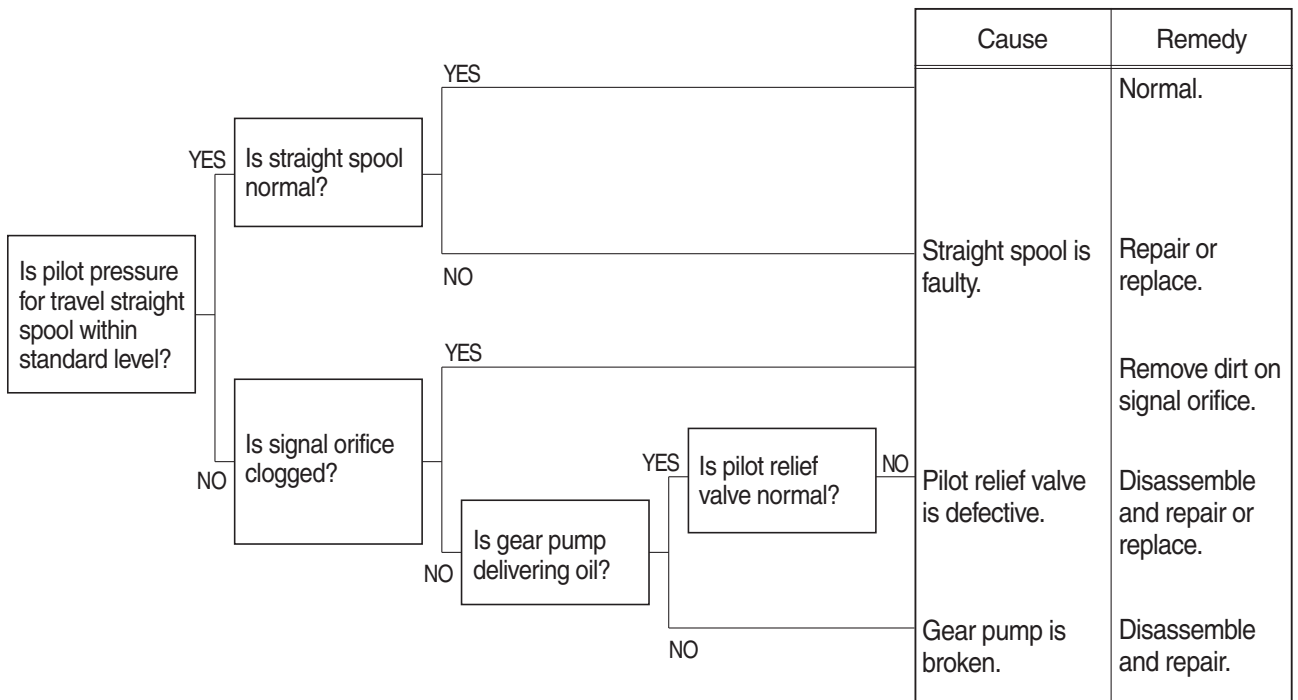 Cause
Remedy
YES
Normal.
YES
Is straight spool
normal?
NO
Straight spool is
faulty.
Repair or
replace.
Is pilot pressure
for travel straight
spool within
standard level?
YES
Remove dirt on
signal orifice.
NO
Is signal orifice
clogged?
YES
Is pilot relief
valve normal?
NO
Pilot relief valve
is defective.
Disassemble
and repair or
replace.
NO
Is gear pump
delivering oil?
NO
Gear pump is
broken.
Disassemble
and repair.